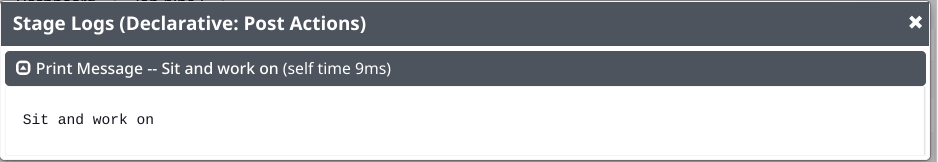 Stage Logs (Declarative: Post Actions)
Print Message -- Sit and work on (self time 9ms)
Sit and work on